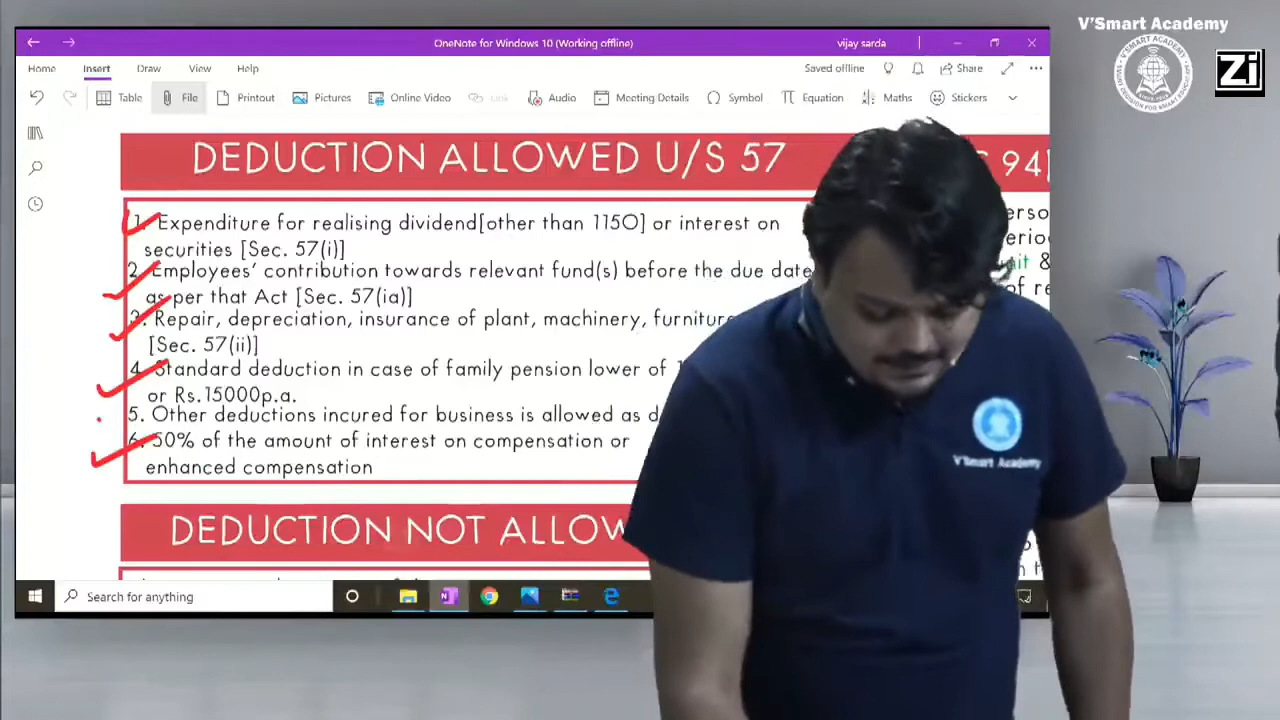 V'Smart Academy
Zi
OneNote for Windows 10 (Working offline)
vijay sarda
Home Insert Draw View Help
Saved offline
Share
Table File Printout Pictures Online Video Link Audio Meeting Details Symbol Equation Maths Stickers
DEDUCTION ALLOWED U/S 57
94]
1. Expenditure for realising dividend[other than 115O] or interest on
securities [Sec. 57(i)]
2. Employees' contribution towards relevant fund(s) before the due date
as per that Act [Sec. 57(ia)]
3. Repair, depreciation, insurance of plant, machinery, furniture
[Sec. 57(ii)]
4. Standard deduction in case of family pension lower of
or Rs.15000p.a.
5. Other deductions incured for business is allowed as
6. 50% of the amount of interest on compensation or
enhanced compensation
&
of
DEDUCTION NOT
Search for anything
V'Smart Academy